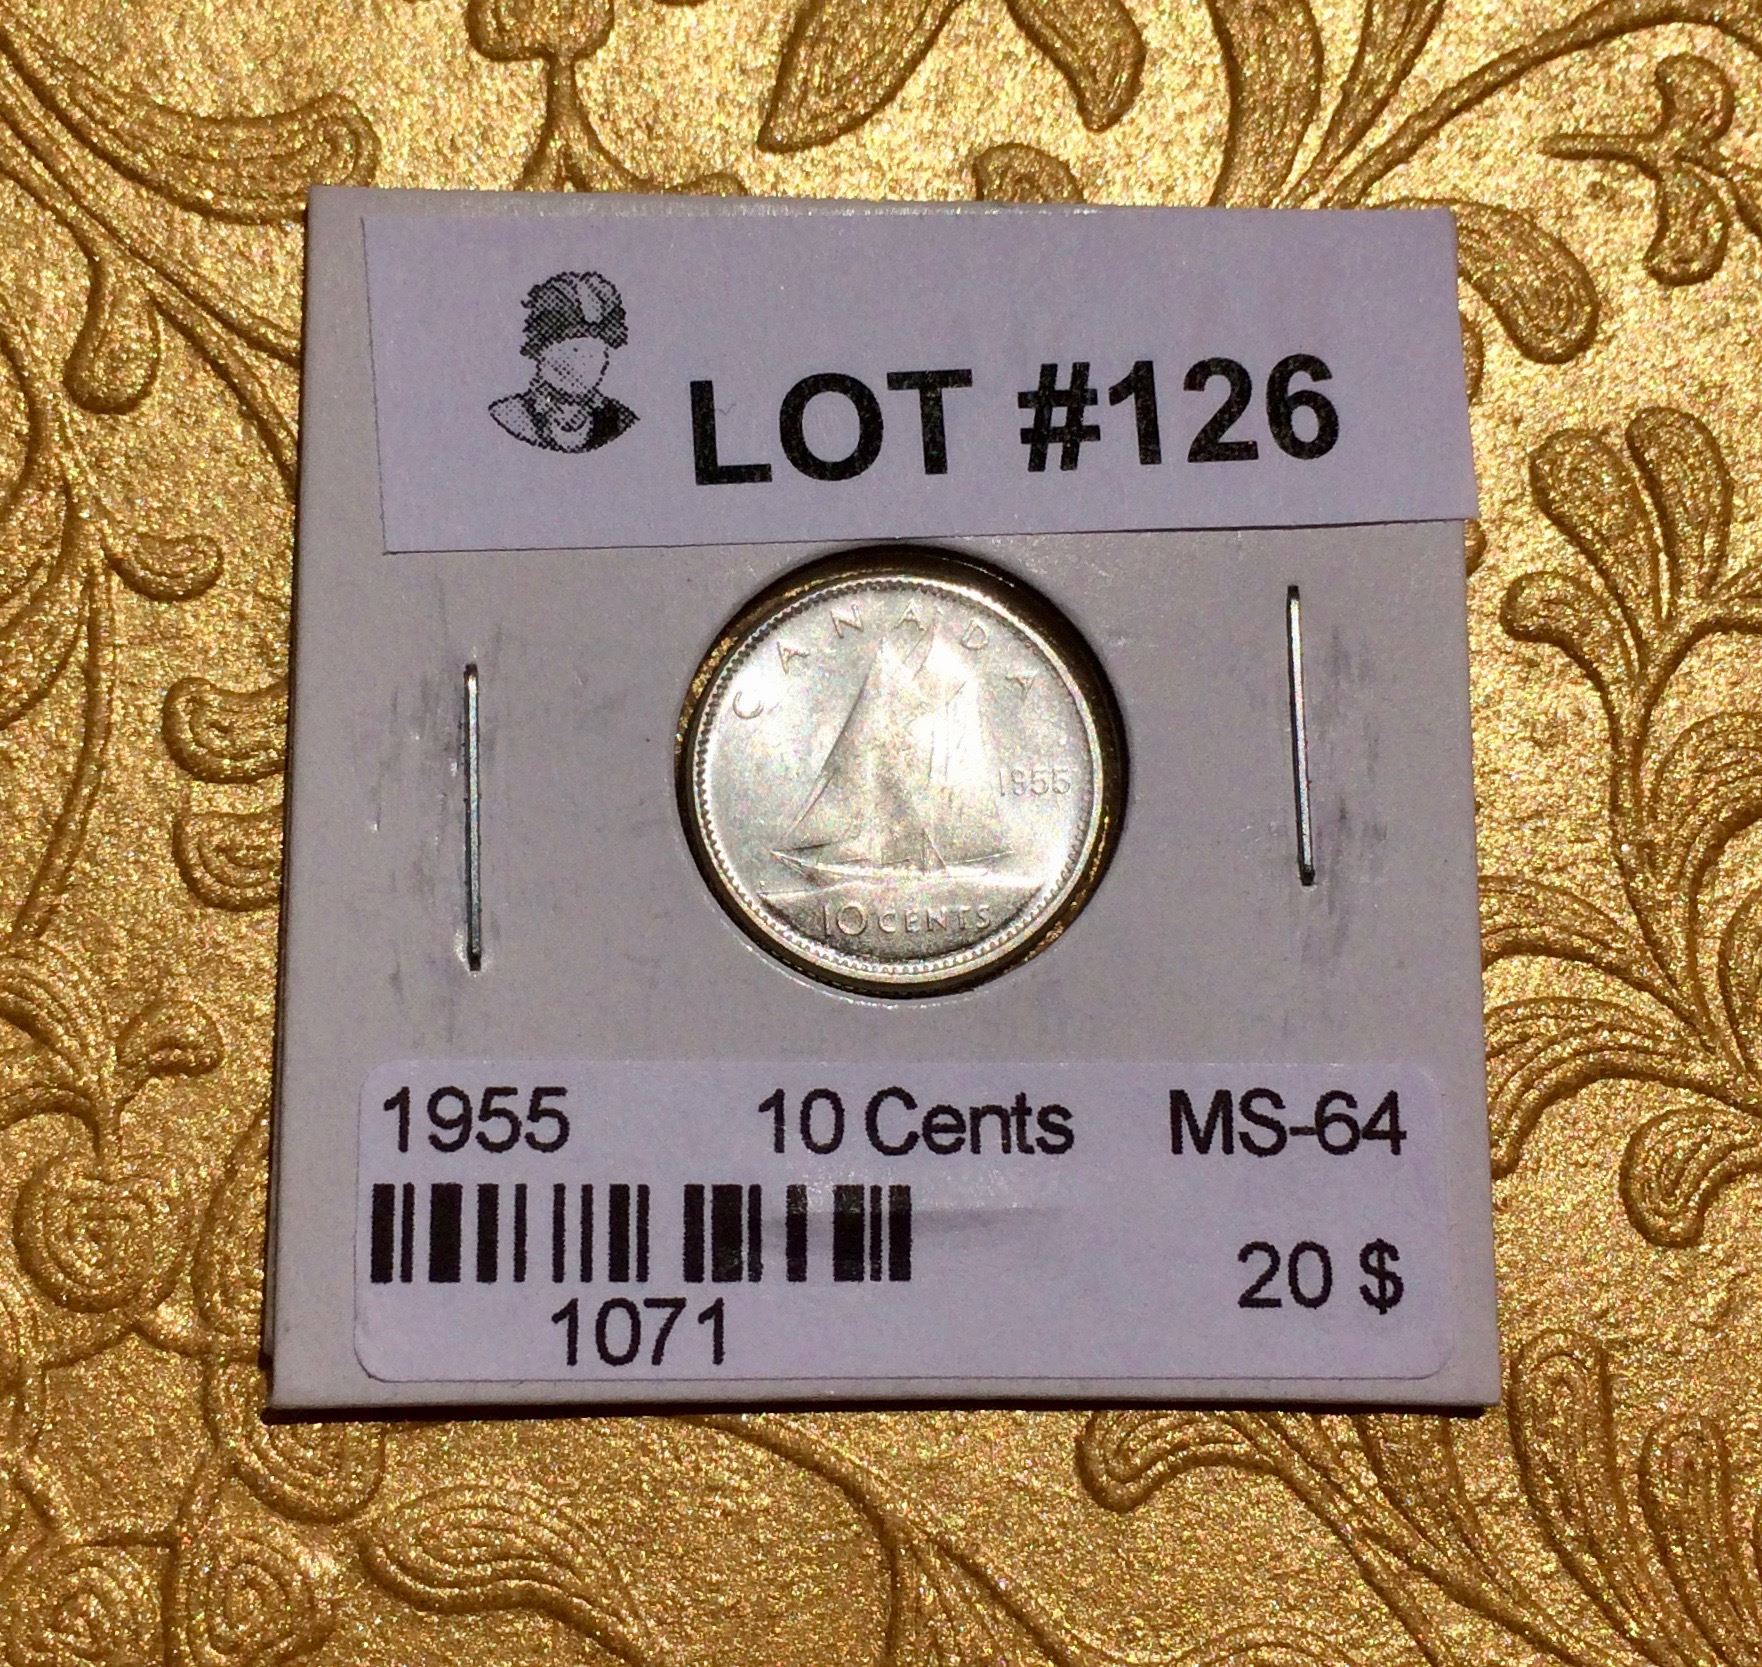 LOT #126
CANADA
1955
10 CENTS
1955 10 Cents MS-64
1071
20 $